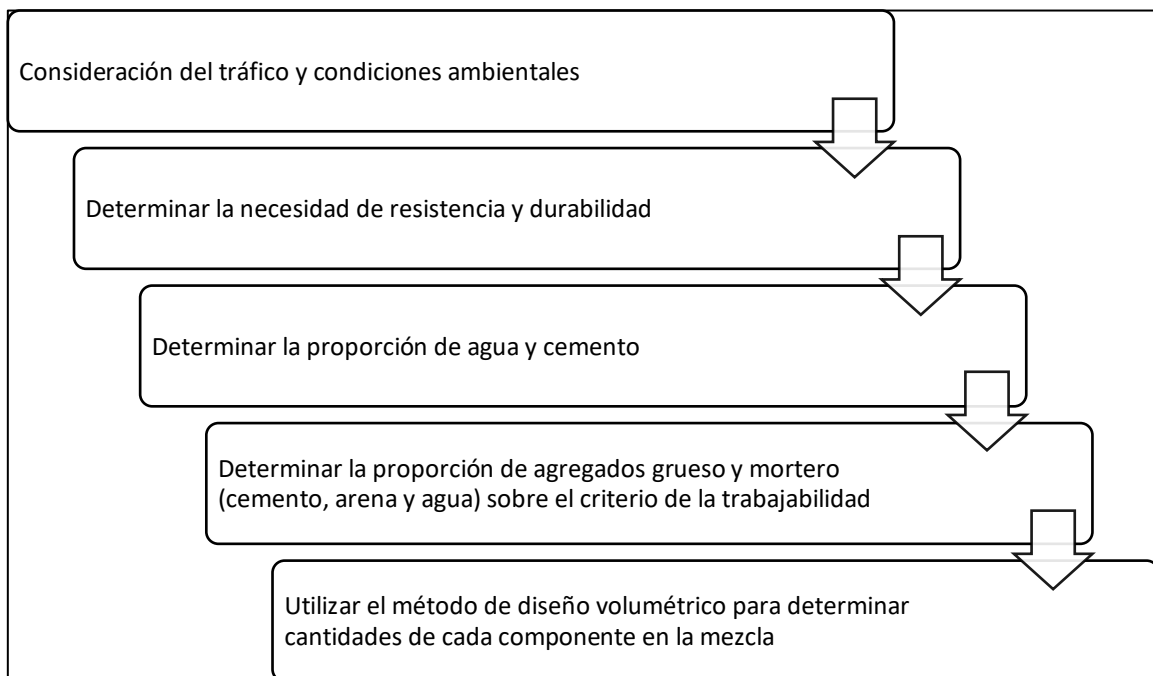 Consideración del tráfico y condiciones ambientales
Determinar la necesidad de resistencia y durabilidad
Determinar la proporción de agua y cemento
Determinar la proporción de agregados grueso y mortero
(cemento, arena y agua) sobre el criterio de la trabajabilidad
Utilizar el método de diseño volumétrico para determinar
cantidades de cada componente en la mezcla